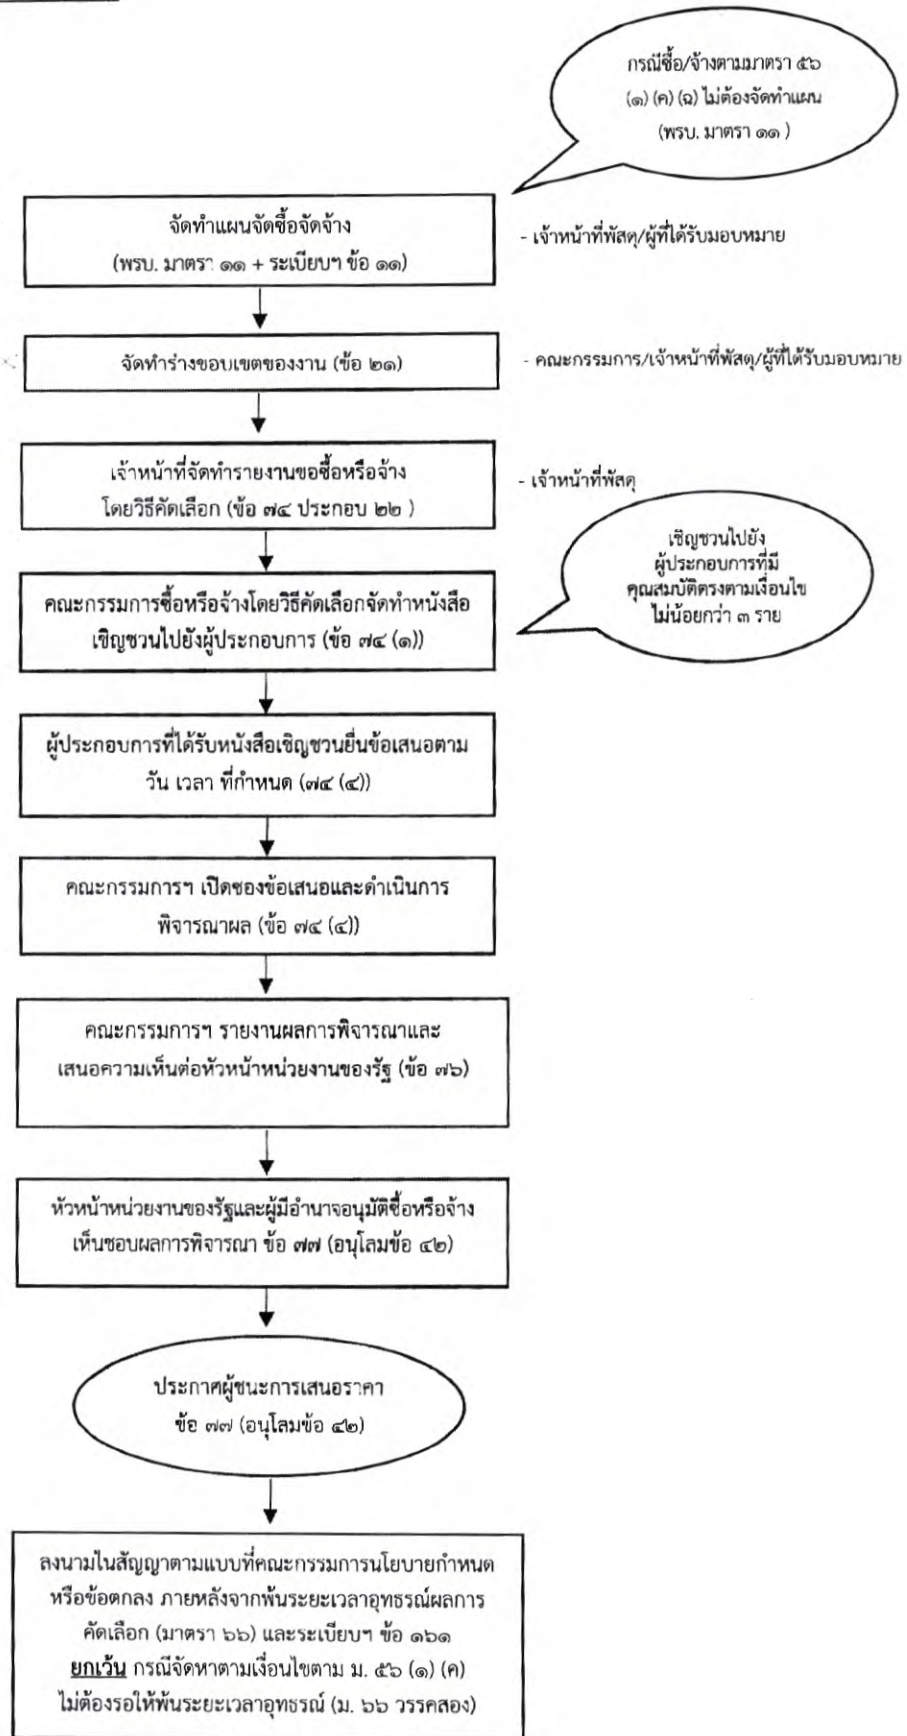 กรณีซื้อ/จ้างตามมาตรา ๕๖
(๑) (ค) (ฉ) ไม่ต้องจัดทำแผน
(พรบ. มาตรา ๑๑ )
จัดทำแผนจัดซื้อจัดจ้าง
(พรบ. มาตรา ๑๑ + ระเบียบฯ ข้อ ๑๑)
- เจ้าหน้าที่พัสดุ/ผู้ที่ได้รับมอบหมาย
จัดทำร่างขอบเขตของงาน (ข้อ ๒๑)
- คณะกรรมการ/เจ้าหน้าที่พัสดุ/ผู้ที่ได้รับมอบหมาย
เจ้าหน้าที่จัดทำรายงานขอซื้อหรือจ้าง
โดยวิธีคัดเลือก (ข้อ ๗๔ ประกอบ ๒๒ )
- เจ้าหน้าที่พัสดุ
เชิญชวนไปยัง
ผู้ประกอบการที่มี
คุณสมบัติตรงตามเงื่อนไข
ไม่น้อยกว่า ๓ ราย
คณะกรรมการซื้อหรือจ้างโดยวิธีคัดเลือกจัดทำหนังสือ
เชิญชวนไปยังผู้ประกอบการ (ข้อ ๗๔ (๑))
ผู้ประกอบการที่ได้รับหนังสือเชิญชวนยื่นข้อเสนอตาม
วัน เวลา ที่กำหนด (๗๔ (๔))
คณะกรรมการฯ เปิดซองข้อเสนอและดำเนินการ
พิจารณาผล (ข้อ ๗๔ (๔))
คณะกรรมการฯ รายงานผลการพิจารณาและ
เสนอความเห็นต่อหัวหน้าหน่วยงานของรัฐ (ข้อ ๗๖)
หัวหน้าหน่วยงานของรัฐและผู้มีอำนาจอนุมัติซื้อหรือจ้าง
เห็นชอบผลการพิจารณา ข้อ ๗๗ (อนุโลมข้อ ๔๒)
ประกาศผู้ชนะการเสนอราคา
ข้อ ๗๗ (อนุโลมข้อ ๔๒)
ลงนามในสัญญาตามแบบที่คณะกรรมการนโยบายกำหนด
หรือข้อตกลง ภายหลังจากพ้นระยะเวลาอุทธรณ์ผลการ
คัดเลือก (มาตรา ๖๖) และระเบียบฯ ข้อ ๑๖๑
ยกเว้น กรณีจัดหาตามเงื่อนไขตาม ม. ๕๖ (๑) (ค)
ไม่ต้องรอให้พ้นระยะเวลาอุทธรณ์ (ม. ๖๖ วรรคสอง)